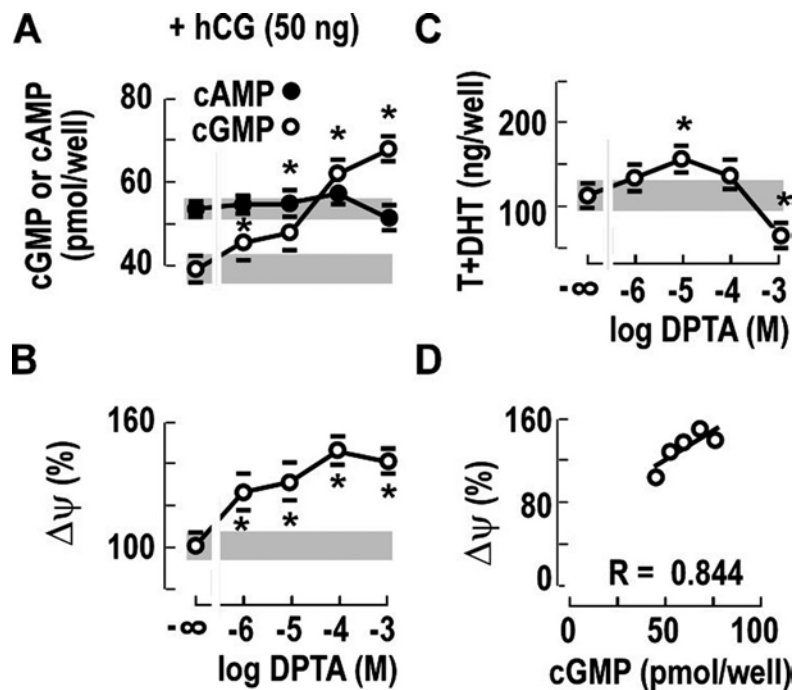 A
+ hCG (50 ng)
cGMP or cAMP
(pmol/well)
80
60
40
cAMP
cGMP
*
*
*
*
B
Δψ (%)
160
100
*
*
*
*
-∞
-6
-5
-4
-3
log DPTA (M)
C
T+DHT (ng/well)
200
100
*
*
-∞
-6
-5
-4
-3
log DPTA (M)
D
Δψ (%)
160
80
0
R = 0.844
0
50
100
cGMP (pmol/well)